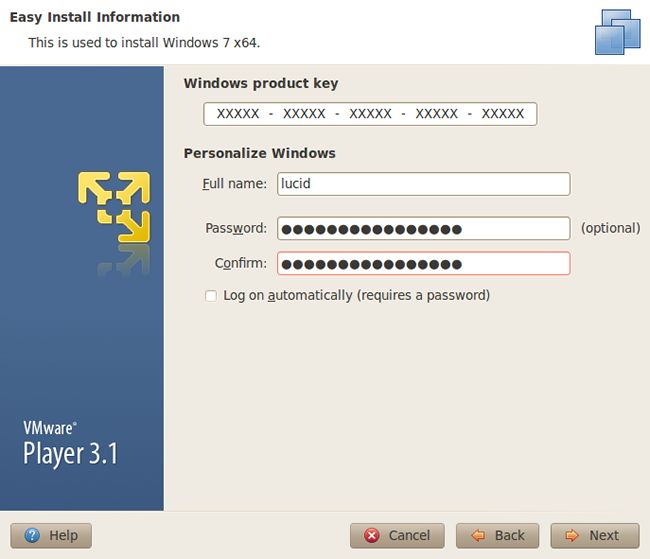 Easy Install Information
This is used to install Windows 7 x64.
Windows product key
XXXXX - XXXXX - XXXXX - XXXXX - XXXXX
Personalize Windows
Full name: lucid
Password: ●●●●●●●●●●●●●●●● (optional)
Confirm: ●●●●●●●●●●●●●●●●
Log on automatically (requires a password)
VMware®
Player 3.1
Help Cancel Back Next